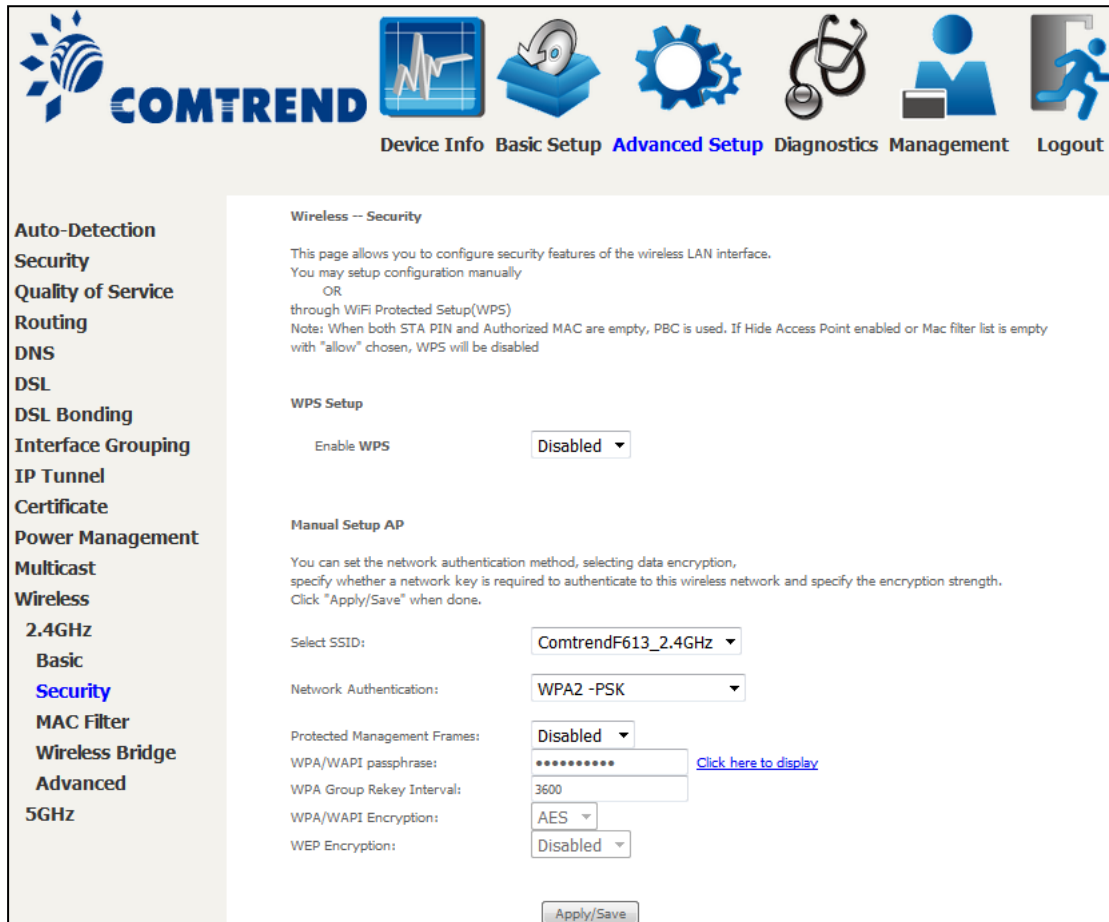 COMTREND
Device Info Basic Setup Advanced Setup Diagnostics Management Logout
Auto-Detection
Security
Quality of Service
Routing
DNS
DSL
DSL Bonding
Interface Grouping
IP Tunnel
Certificate
Power Management
Multicast
Wireless
2.4GHz
Basic
Security
MAC Filter
Wireless Bridge
Advanced
5GHz
Wireless -- Security
This page allows you to configure security features of the wireless LAN interface.
You may setup configuration manually
OR
through WiFi Protected Setup(WPS)
Note: When both STA PIN and Authorized MAC are empty, PBC is used. If Hide Access Point enabled or Mac filter list is empty
with "allow" chosen, WPS will be disabled
WPS Setup
Enable WPS Disabled
Manual Setup AP
You can set the network authentication method, selecting data encryption,
specify whether a network key is required to authenticate to this wireless network and specify the encryption strength.
Click "Apply/Save" when done.
Select SSID: ComtrendF613_2.4GHz
Network Authentication: WPA2 -PSK
Protected Management Frames: Disabled
WPA/WAPI passphrase: •••••••••• Click here to display
WPA Group Rekey Interval: 3600
WPA/WAPI Encryption: AES
WEP Encryption: Disabled
Apply/Save